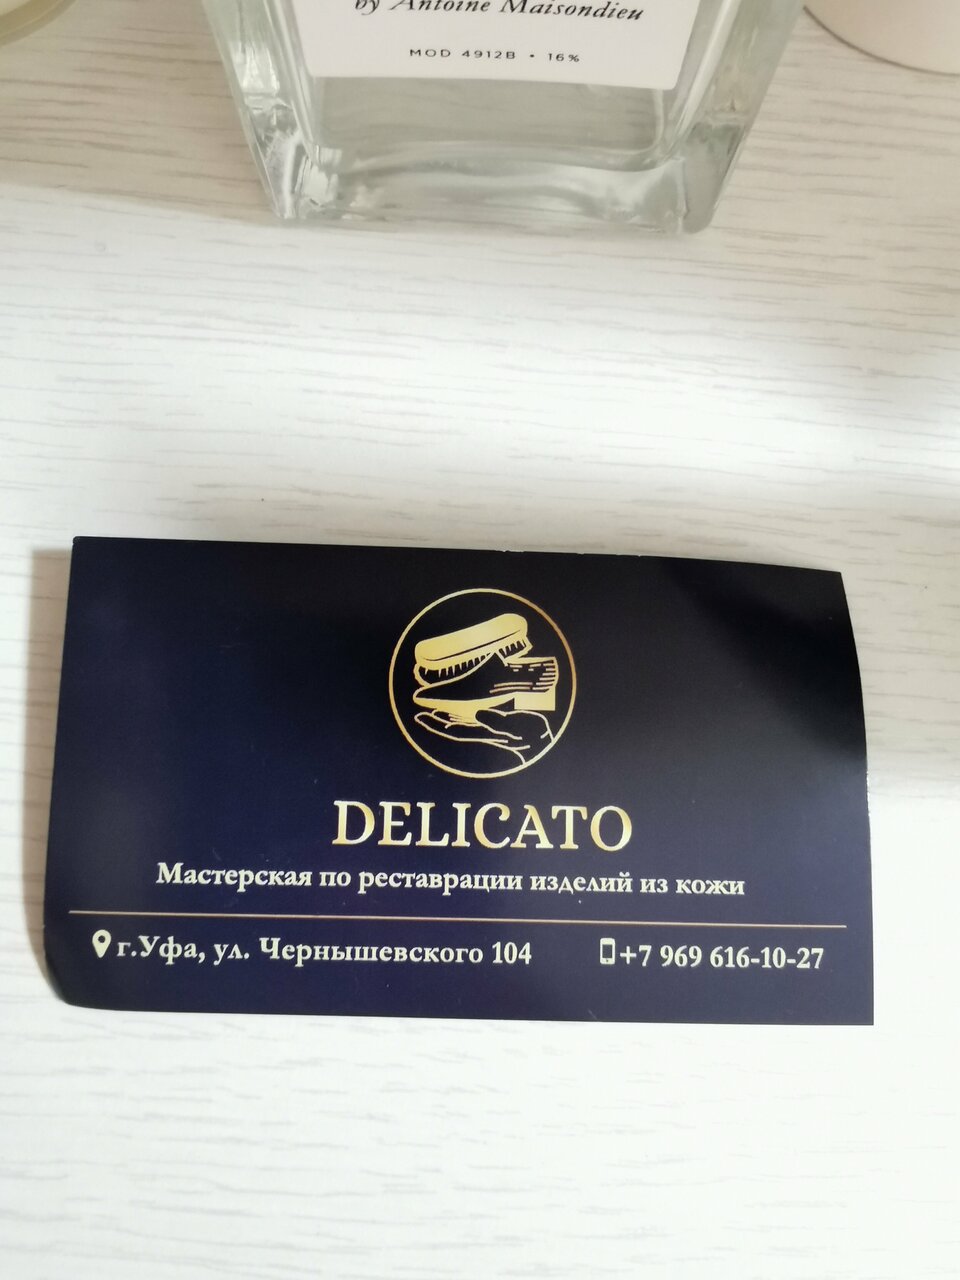 by Antoine Maisondieu
MOD 4912B • 16%
DELICATO
Мастерская по реставрации изделий из кожи
г.Уфа, ул. Чернышевского 104
+7 969 616-10-27